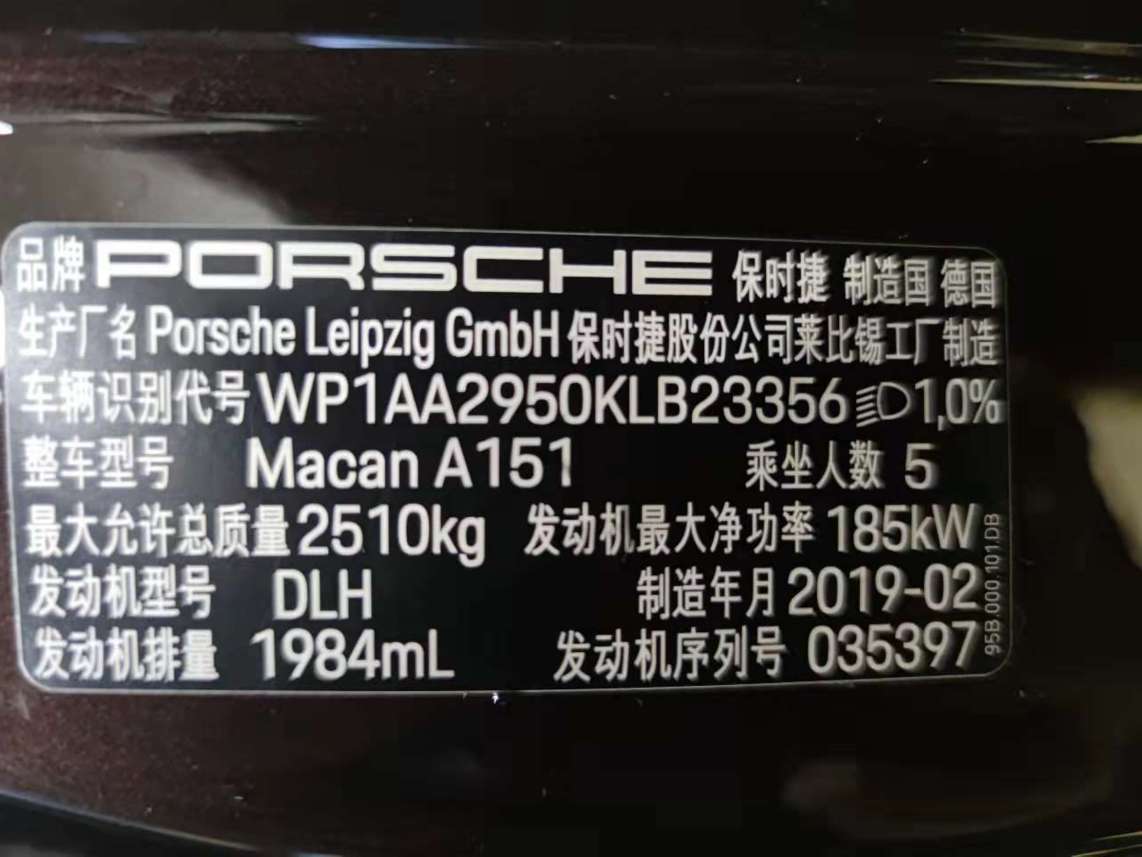 品牌 PORSCHE 保时捷 制造国 德国
生产厂名 Porsche Leipzig GmbH 保时捷股份公司莱比锡工厂制造
车辆识别代号 WP1AA2950KLB23356 1,0%
整车型号 Macan A151 乘坐人数 5
最大允许总质量 2510kg 发动机最大净功率 185kW
发动机型号 DLH 制造年月 2019-02
发动机排量 1984mL 发动机序列号 035397
95B.000.101.DB